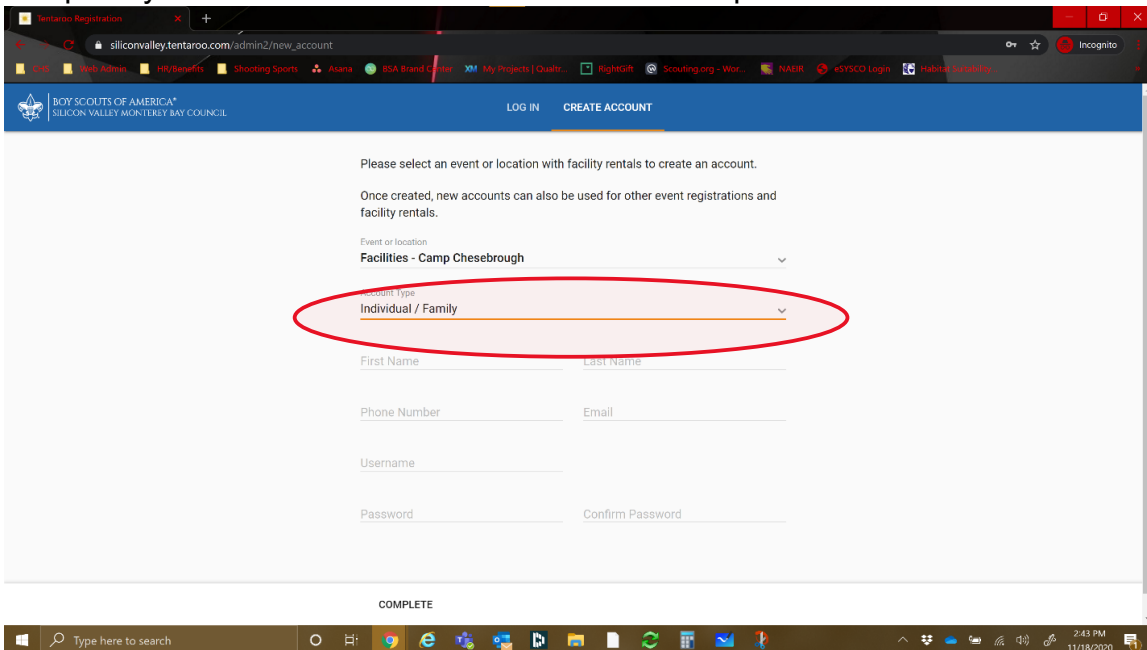 Tentaroo Registration
siliconvalley.tentaroo.com/admin2/new_account
Incognito
Web Admin HR/Benefits Shooting Sports Asana BSA Brand Center My Projects | Qualtr... RightGift Scouting.org - Wor... NABIR eSYSCO Login
BOY SCOUTS OF AMERICA®
SILICON VALLEY MONTEREY BAY COUNCIL
LOG IN CREATE ACCOUNT
Please select an event or location with facility rentals to create an account.
Once created, new accounts can also be used for other event registrations and
facility rentals.
Event or location
Facilities - Camp Chesebrough
Account Type
Individual / Family
First Name Last Name
Phone Number Email
Username
Password Confirm Password
COMPLETE
Type here to search
2:43 PM
11/18/2020